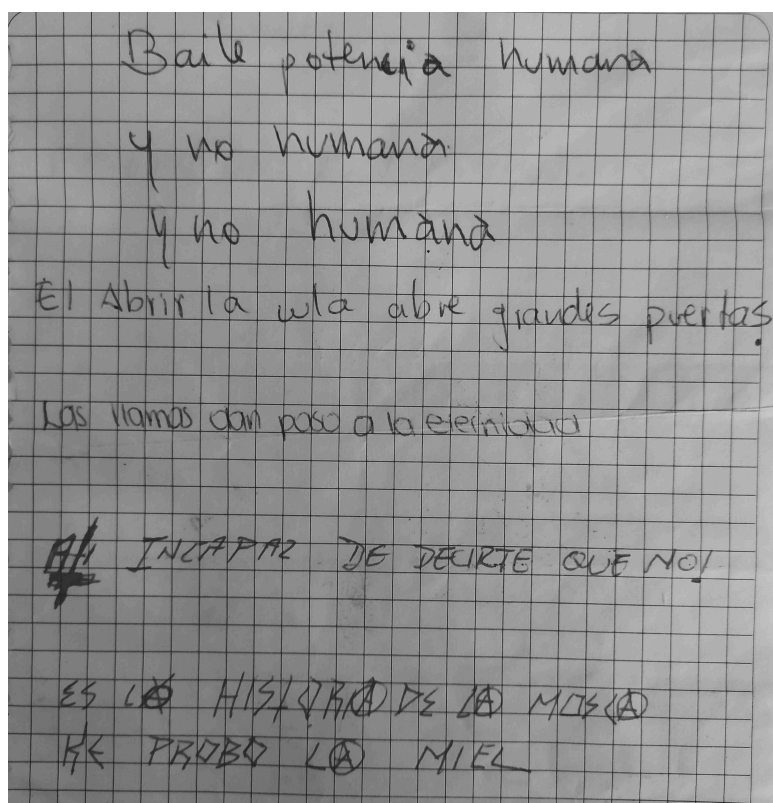 Baile potencia humana
y no humana
y no humana
El Abrir la cola abre grandes puertas.
Las llamas dan paso a la eternidad
INCAPAZ DE DECIRTE QUE NO!
ES LA HISTORIA DE LA MOSCA
KE PROBO LA MIEL